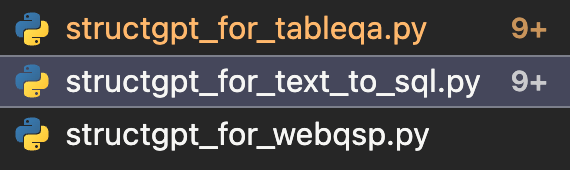 structgpt_for_tableqa.py 9+
structgpt_for_text_to_sql.py 9+
structgpt_for_webqsp.py